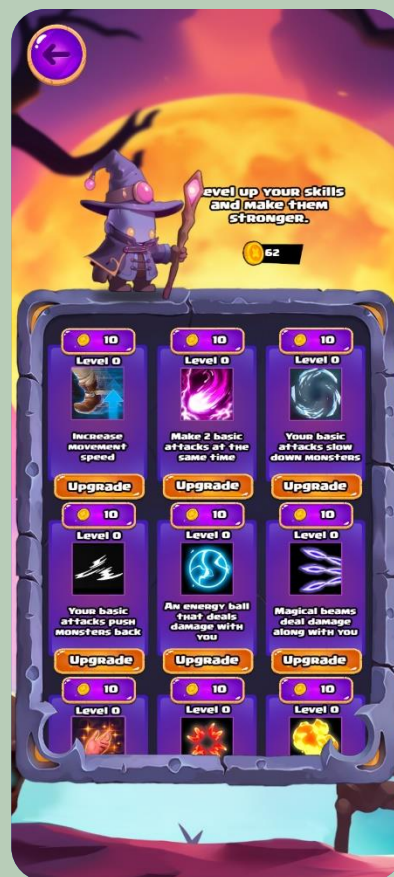 evel up your skills
and make them
stronger.
62
10 10 10
Level 0 Level 0 Level 0
Increase
movement
speed
Make 2 basic
attacks at the
same time
Your basic
attacks slow
down monsters
Upgrade Upgrade Upgrade
10 10 10
Level 0 Level 0 Level 0
Your basic
attacks push
monsters back
An energy ball
that deals
damage with
you
Magical beams
deal damage
along with you
Upgrade Upgrade Upgrade
10 10 10
Level 0 Level 0 Level 0